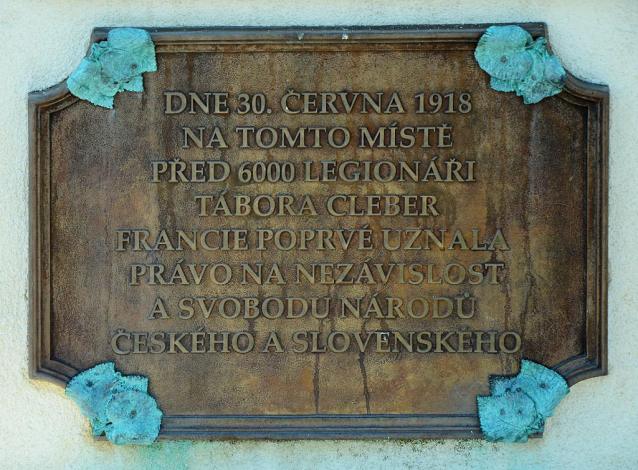 DNE 30. ČERVNA 1918
NA TOMTO MÍSTĚ
PŘED 6000 LEGIONÁŘI
TÁBORA CLEBER
FRANCIE POPRVÉ UZNALA
PRÁVO NA NEZÁVISLOST
A SVOBODU NÁRODŮ
ČESKÉHO A SLOVENSKÉHO